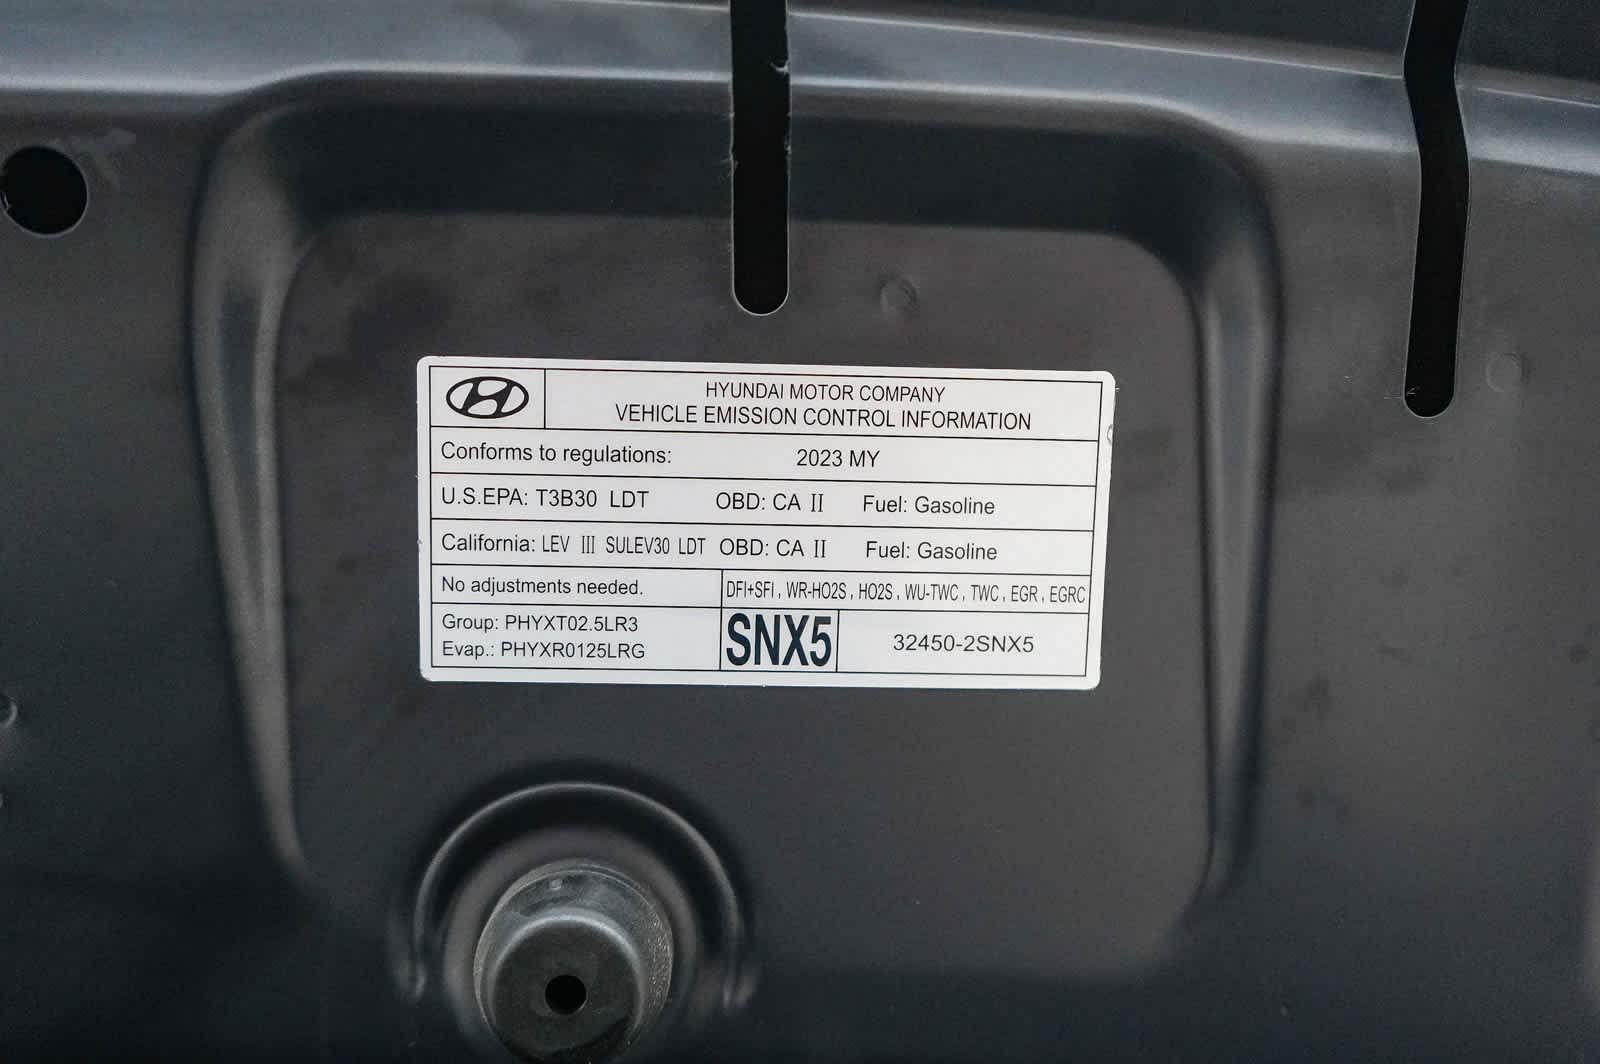 HYUNDAI MOTOR COMPANY
VEHICLE EMISSION CONTROL INFORMATION
Conforms to regulations: 2023 MY
U.S.EPA: T3B30 LDT OBD: CA II Fuel: Gasoline
California: LEV III SULEV30 LDT OBD: CA II Fuel: Gasoline
No adjustments needed. DFI+SFI , WR-HO2S , HO2S , WU-TWC , TWC , EGR , EGRC
Group: PHYXT02.5LR3
Evap.: PHYXR0125LRG
SNX5 32450-2SNX5